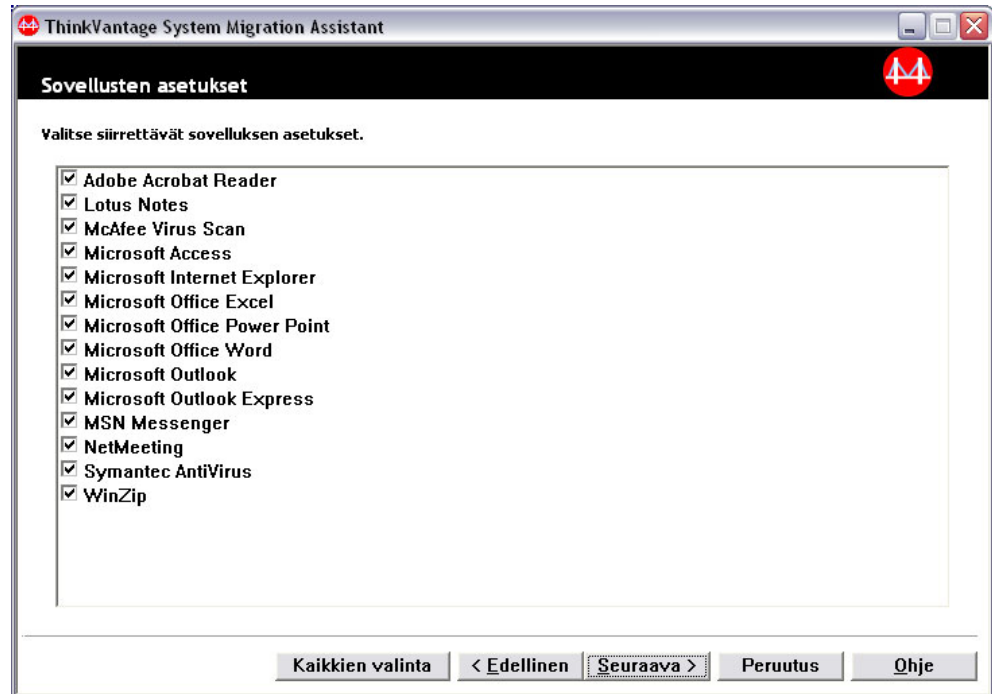 ThinkVantage System Migration Assistant
Sovellusten asetukset
Valitse siirrettävät sovelluksen asetukset.
Adobe Acrobat Reader
Lotus Notes
McAfee Virus Scan
Microsoft Access
Microsoft Internet Explorer
Microsoft Office Excel
Microsoft Office Power Point
Microsoft Office Word
Microsoft Outlook
Microsoft Outlook Express
MSN Messenger
NetMeeting
Symantec AntiVirus
WinZip
Kaikkien valinta < Edellinen Seuraava > Peruutus Ohje